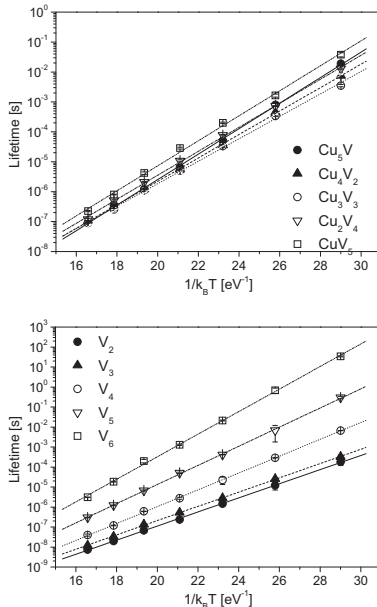 10⁰
10⁻¹
10⁻²
10⁻³
10⁻⁴
10⁻⁵
10⁻⁶
10⁻⁷
10⁻⁸
Lifetime [s]
Cu₅V
Cu₄V₂
Cu₃V₃
Cu₂V₄
CuV₅
16 18 20 22 24 26 28 30
1/k_BT [eV⁻¹]
10³
10²
10¹
10⁰
10⁻¹
10⁻²
10⁻³
10⁻⁴
10⁻⁵
10⁻⁶
10⁻⁷
10⁻⁸
10⁻⁹
Lifetime [s]
V₂
V₃
V₄
V₅
V₆
16 18 20 22 24 26 28 30
1/k_BT [eV⁻¹]